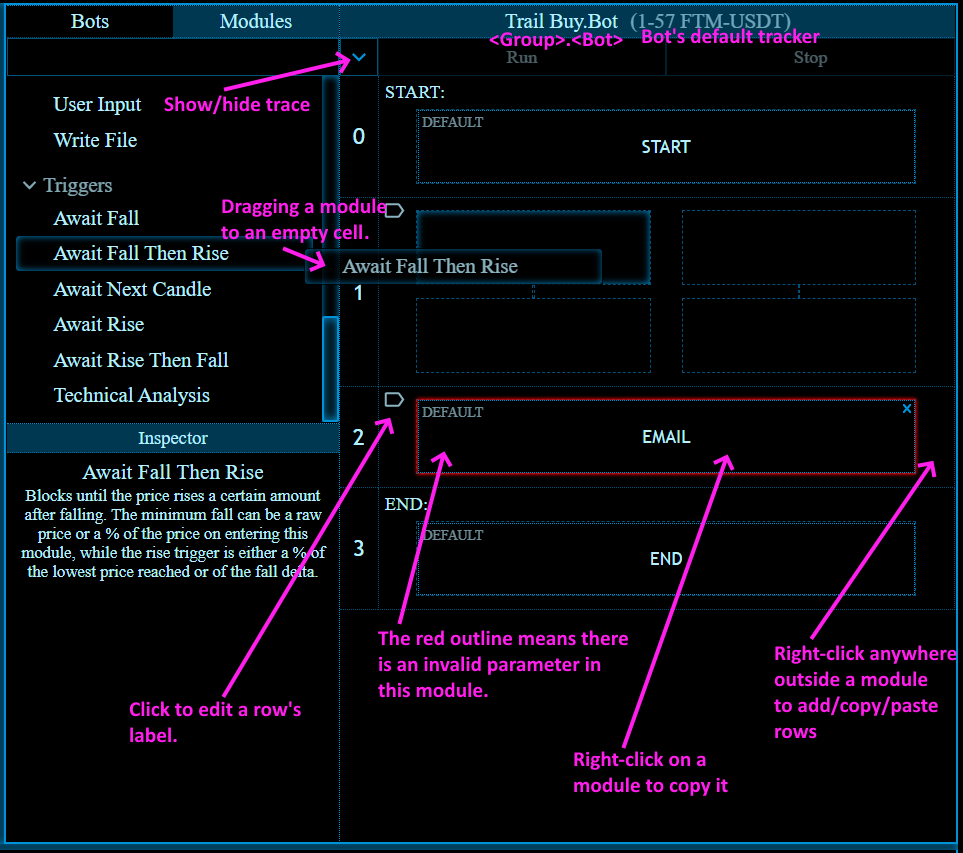 Bots
Modules
Trail Buy.Bot (1-57 FTM-USDT)
<Group>.<Bot>
Bot's default tracker
Run
Stop
Show/hide trace
User Input
Write File
Triggers
Await Fall
Await Fall Then Rise
Await Next Candle
Await Rise
Await Rise Then Fall
Technical Analysis
Dragging a module
to an empty cell.
Await Fall Then Rise
START:
0
DEFAULT
START
1
2
DEFAULT
x
EMAIL
END:
3
DEFAULT
END
Inspector
Await Fall Then Rise
Blocks until the price rises a certain amount
after falling. The minimum fall can be a raw
price or a % of the price on entering this
module, while the rise trigger is either a % of
the lowest price reached or of the fall delta.
Click to edit a row's
label.
The red outline means there
is an invalid parameter in
this module.
Right-click on a
module to copy it
Right-click anywhere
outside a module
to add/copy/paste
rows